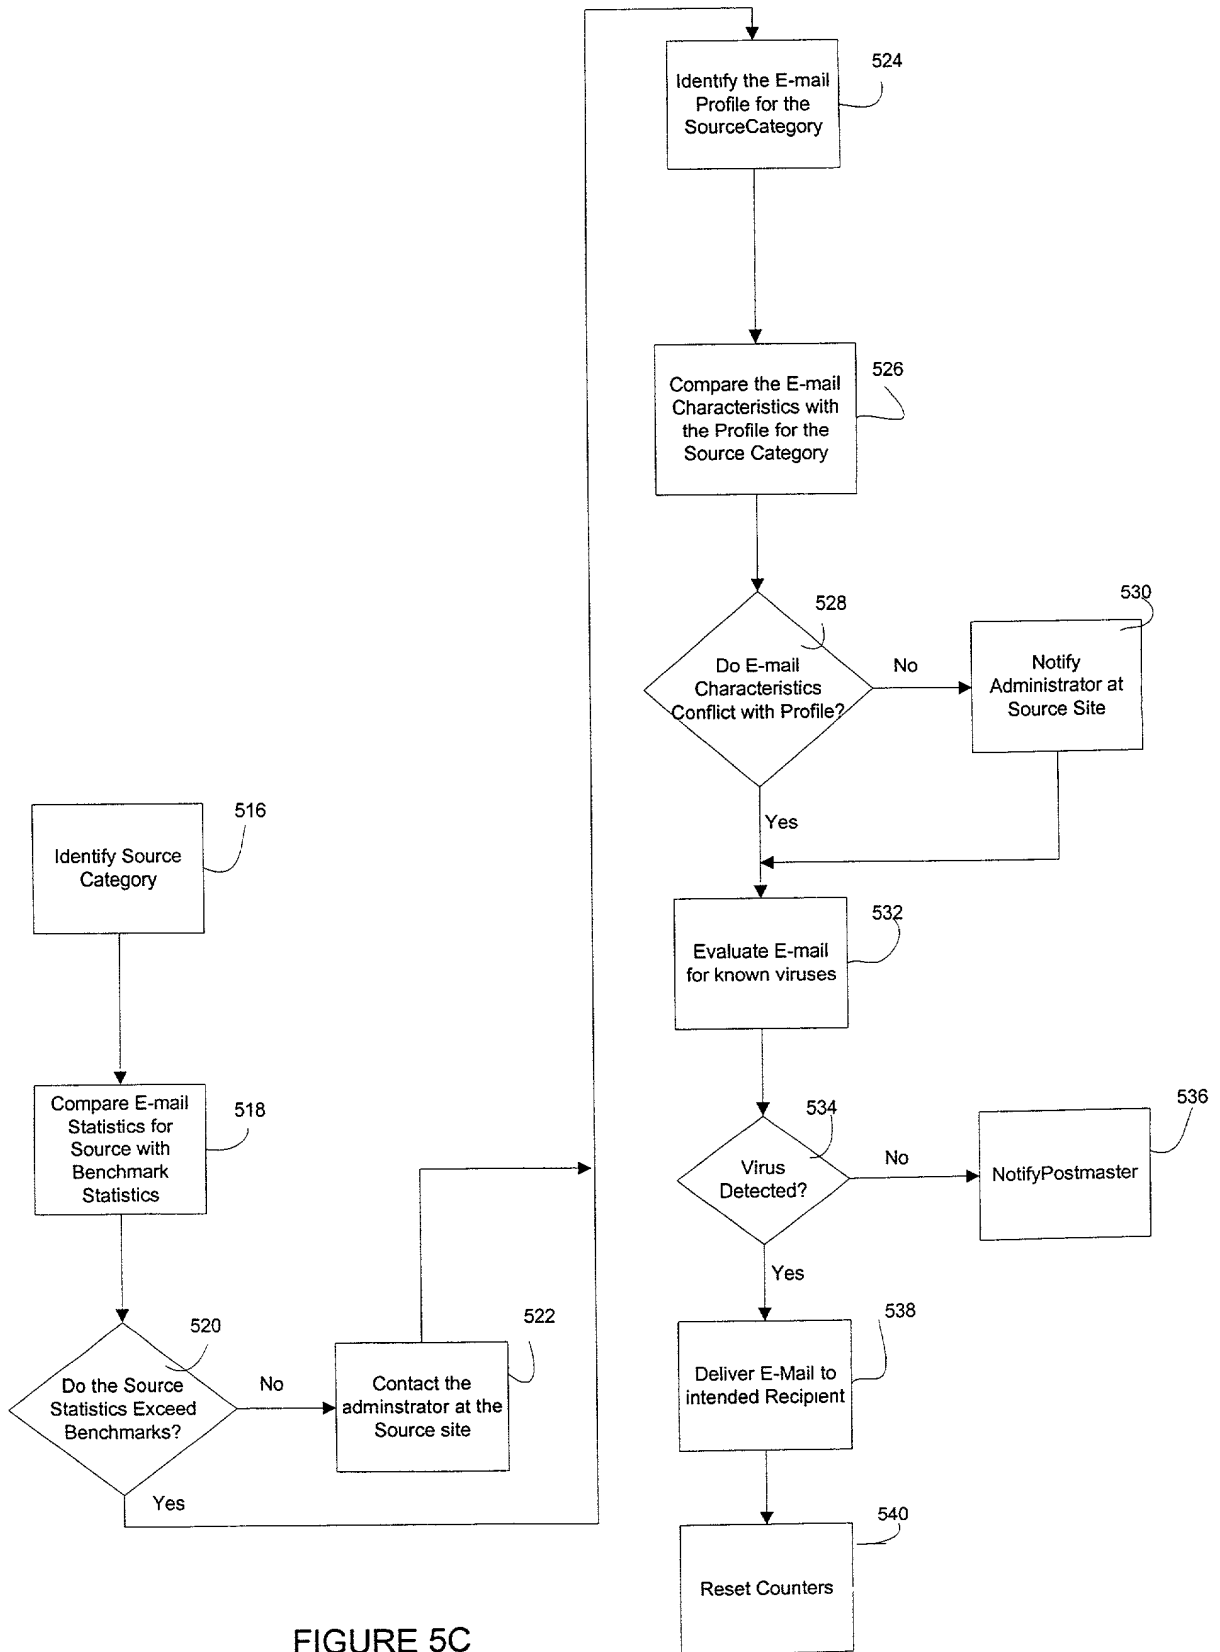 516
Identify Source
Category
518
Compare E-mail
Statistics for
Source with
Benchmark
Statistics
520
Do the Source
Statistics Exceed
Benchmarks?
No
Yes
522
Contact the
adminstrator at the
Source site
524
Identify the E-mail
Profile for the
SourceCategory
526
Compare the E-mail
Characteristics with
the Profile for the
Source Category
528
Do E-mail
Characteristics
Conflict with Profile?
No
Yes
530
Notify
Administrator at
Source Site
532
Evaluate E-mail
for known viruses
534
Virus
Detected?
No
Yes
536
NotifyPostmaster
538
Deliver E-Mail to
intended Recipient
540
Reset Counters
FIGURE 5C